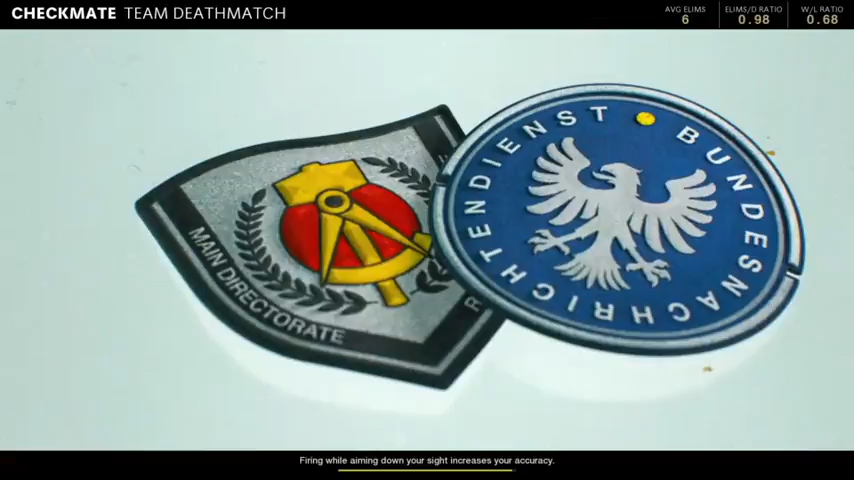 CHECKMATE TEAM DEATHMATCH
AVG ELIMS
6
ELIMS/D RATIO
0.98
W/L RATIO
0.68
MAIN DIRECTORATE
R
BUNDESNACHRICHTENDIENST
Firing while aiming down your sight increases your accuracy.